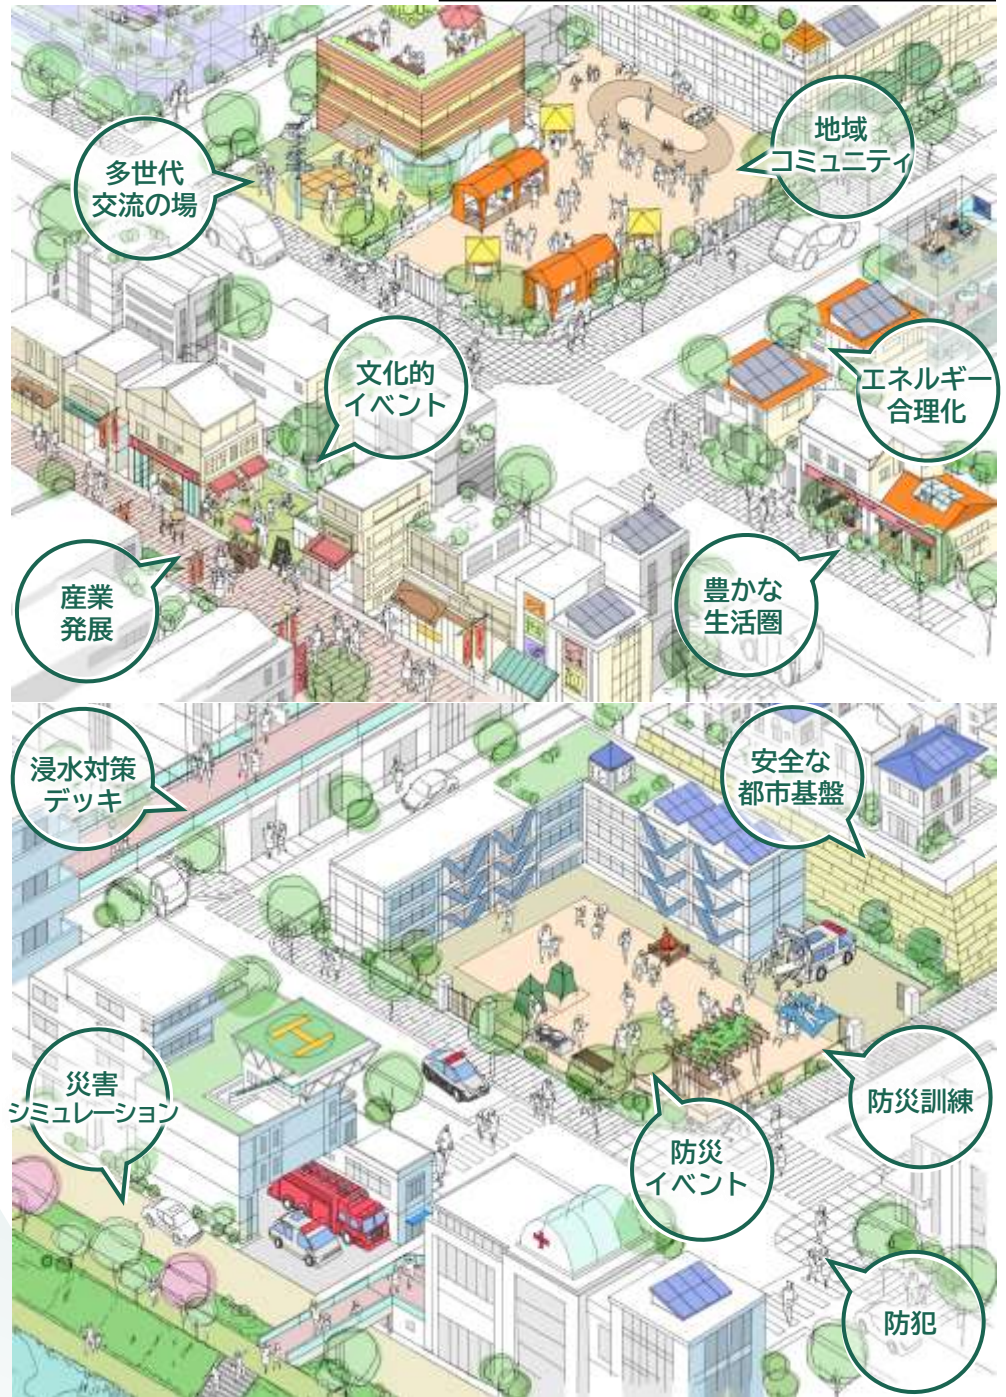 地域
コミュニティ
多世代
交流の場
文化的
イベント
エネルギー
合理化
産業
発展
豊かな
生活圏
浸水対策
デッキ
安全な
都市基盤
災害
シミュレーション
防災訓練
防災
イベント
防犯
H